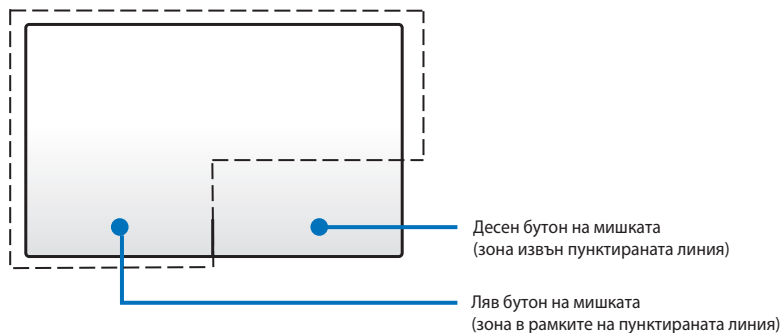 Десен бутон на мишката
(зона извън пунктираната линия)
Ляв бутон на мишката
(зона в рамките на пунктираната линия)